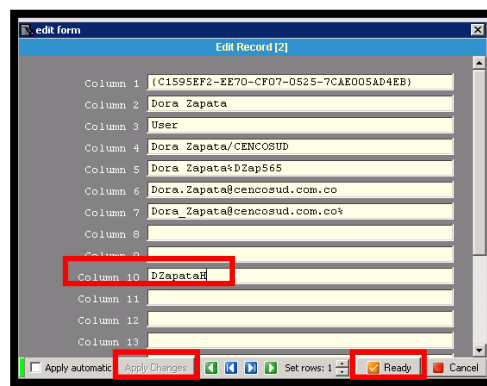 edit form
Edit Record [2]
Column 1 {C1595EF2-EE70-CF07-0525-7CAE005AD4EB}
Column 2 Dora Zapata
Column 3 User
Column 4 Dora Zapata/CENCOSUD
Column 5 Dora Zapata%DZap565
Column 6 Dora.Zapata@cencosud.com.co
Column 7 Dora_Zapata@cencosud.com.co%
Column 8
Column 9
Column 10 DZapataH
Column 11
Column 12
Column 13
Apply automatic Apply Changes Set rows: 1 Ready Cancel